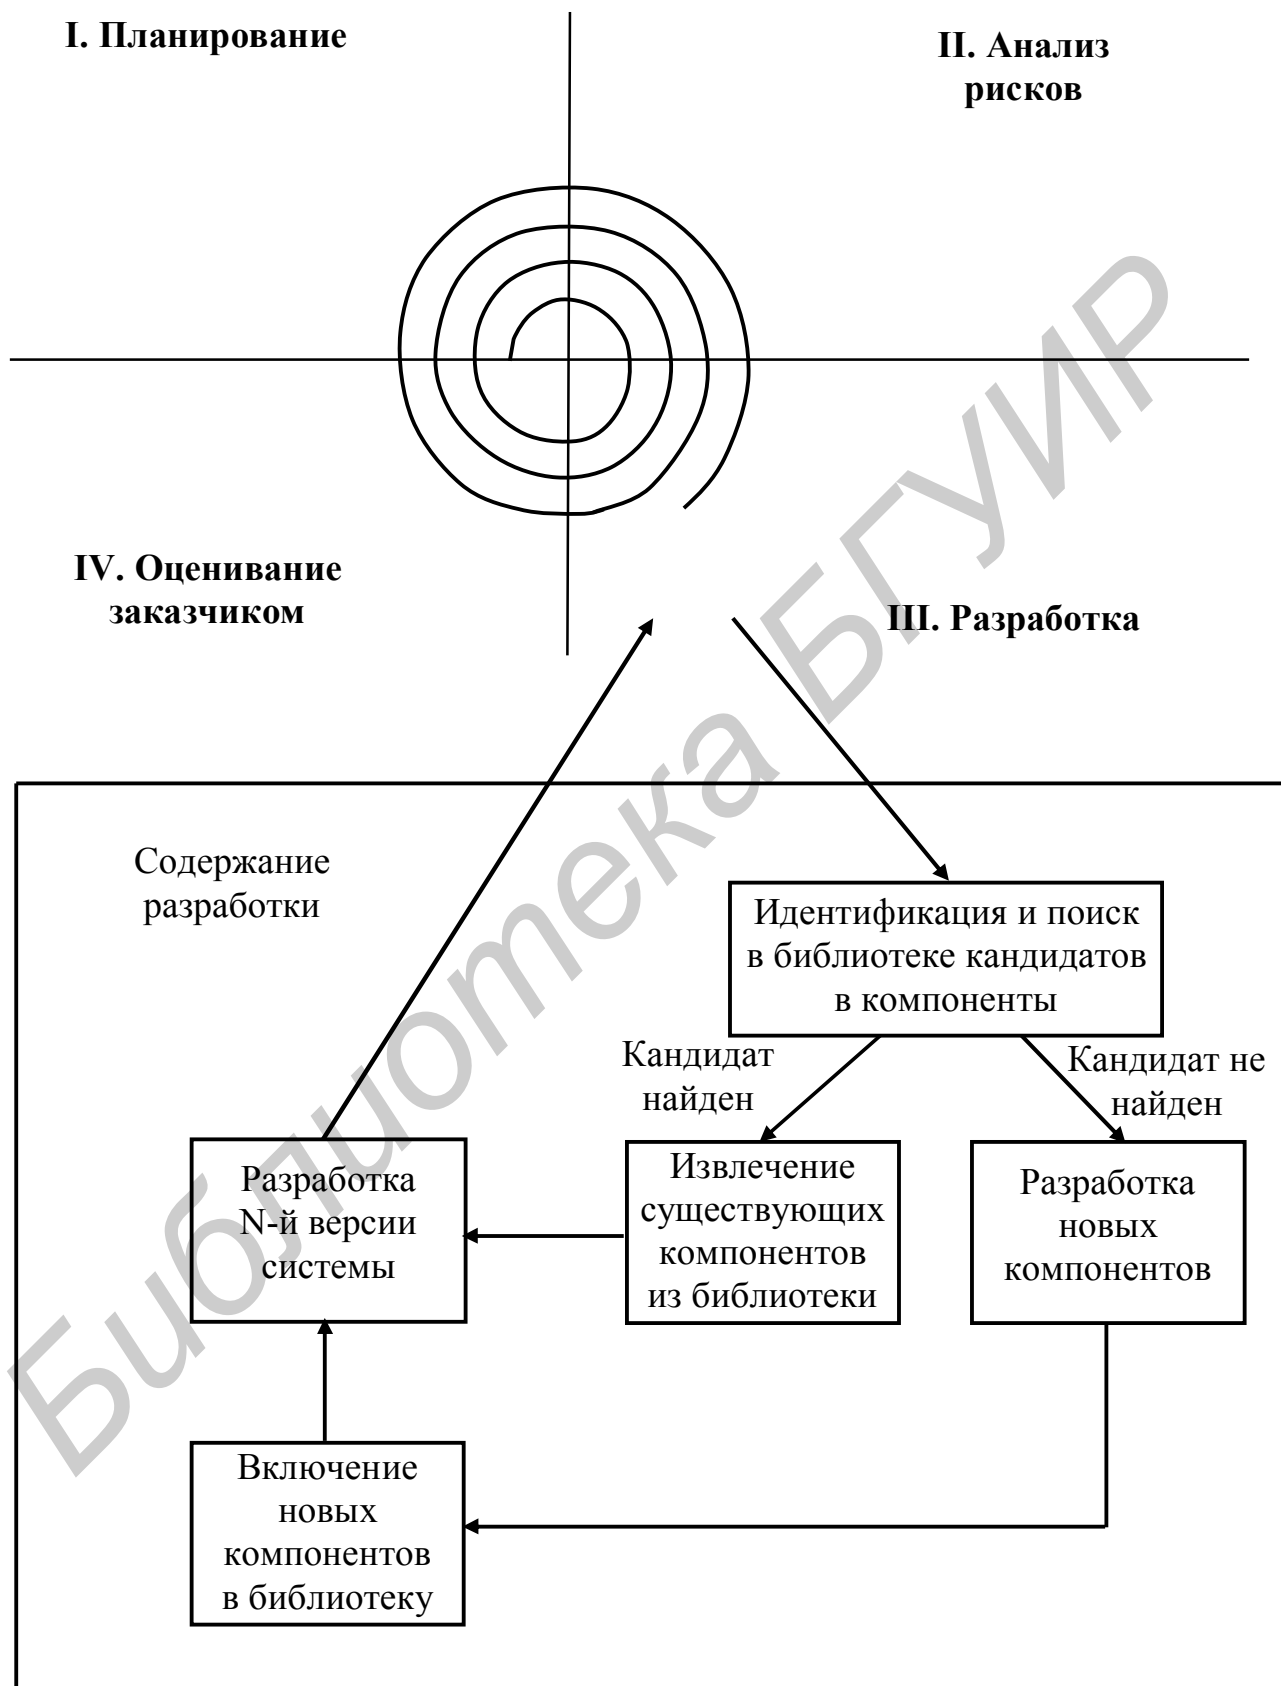 I. Планирование
II. Анализ
рисков
IV. Оценивание
заказчиком
III. Разработка
Содержание
разработки
Идентификация и поиск
в библиотеке кандидатов
в компоненты
Кандидат
найден
Кандидат не
найден
Разработка
N-й версии
системы
Извлечение
существующих
компонентов
из библиотеки
Разработка
новых
компонентов
Включение
новых
компонентов
в библиотеку
Библиотека БГУИР